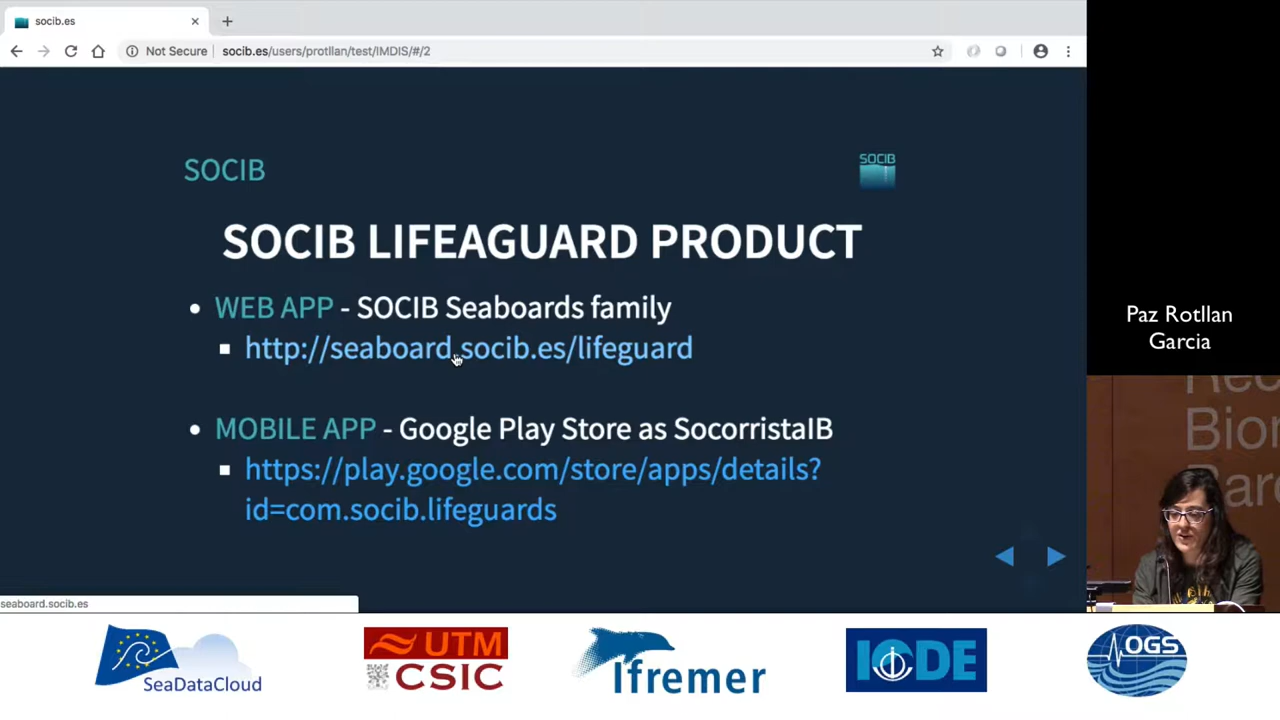 socib.es
Not Secure
socib.es/users/protllan/test/IMDIS/#/2
SOCIB
SOCIB
SOCIB LIFEAGUARD PRODUCT
WEB APP - SOCIB Seaboards family
http://seaboard.socib.es/lifeguard
MOBILE APP - Google Play Store as SocorristaIB
https://play.google.com/store/apps/details?
id=com.socib.lifeguards
seaboard.socib.es
Paz Rotllan
Garcia
SeaDataCloud
UTM
CSIC
Ifremer
IODE
OGS